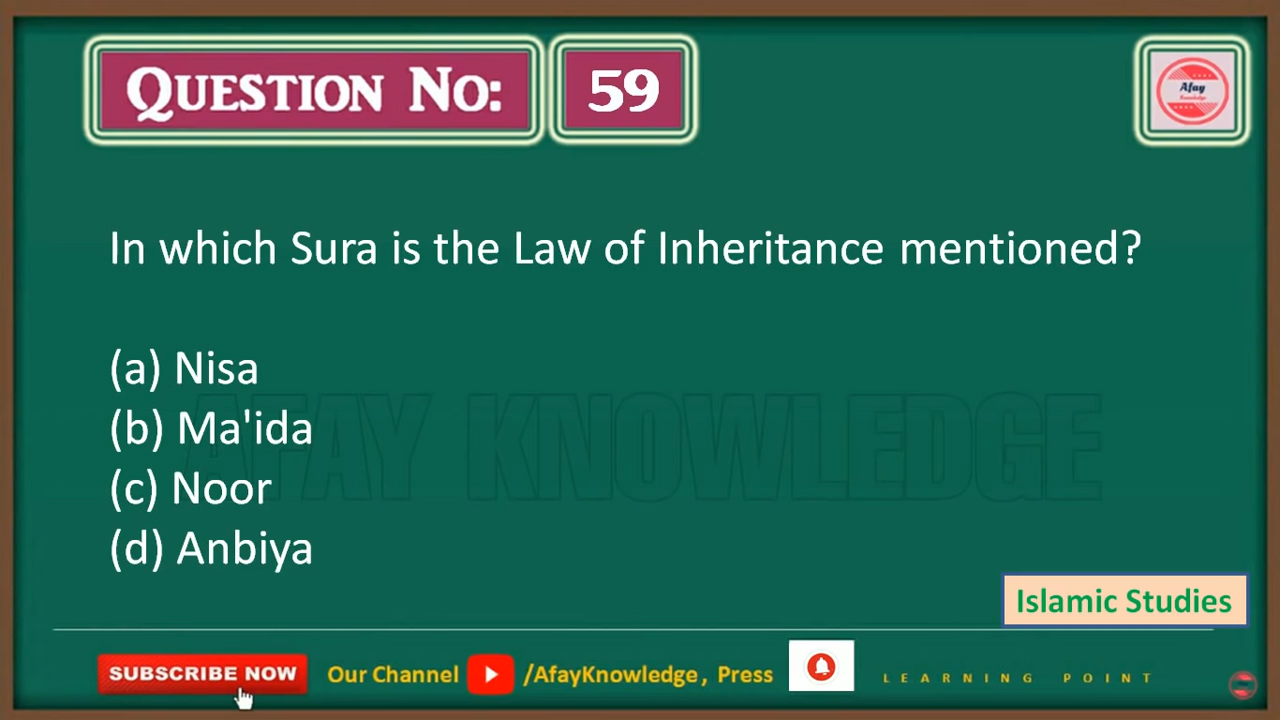 QUESTION NO: 59
Afay
Knowledge
In which Sura is the Law of Inheritance mentioned?
(a) Nisa
(b) Ma'ida
(c) Noor
(d) Anbiya
AFAY KNOWLEDGE
Islamic Studies
SUBSCRIBE NOW Our Channel /AfayKnowledge, Press LEARNING POINT